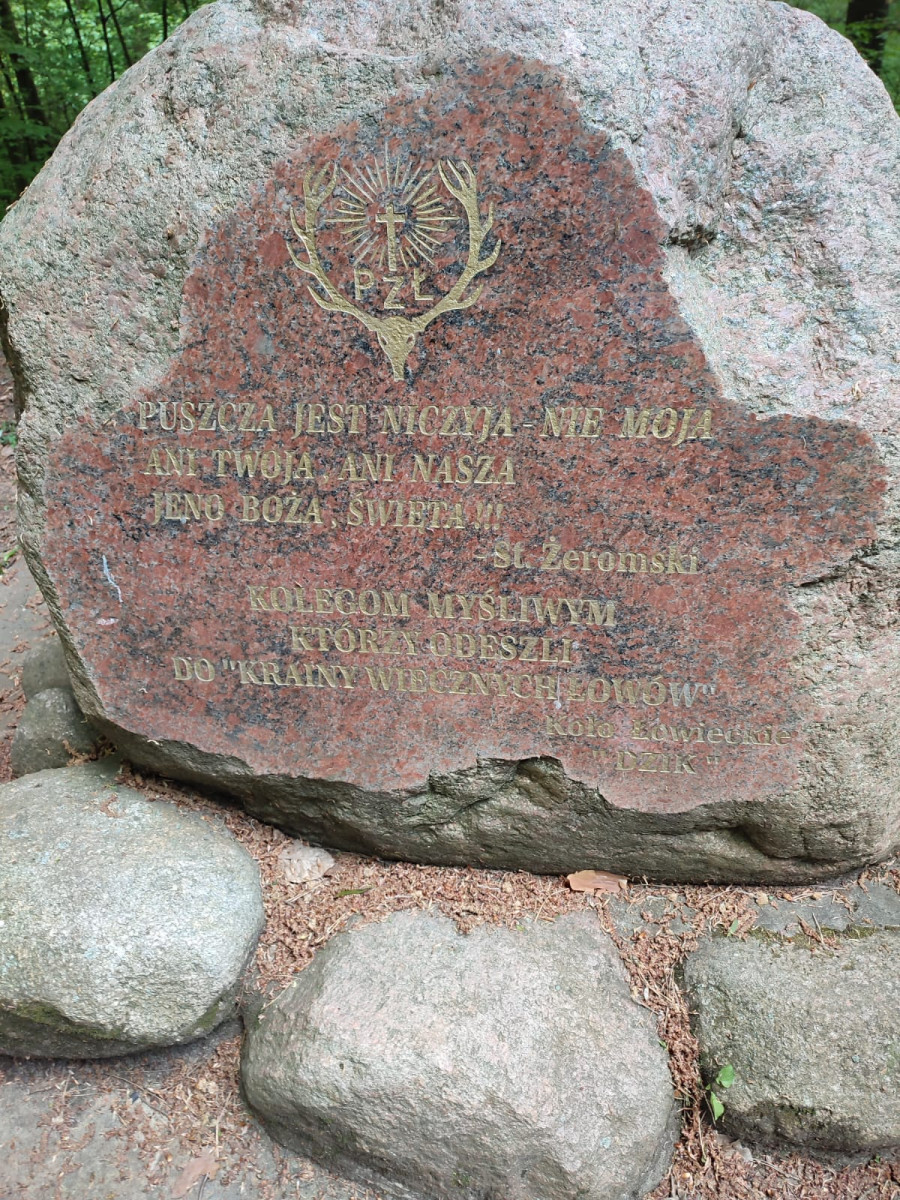 PZŁ
PUSZCZA JEST NICZYJA - NIE MOJA
ANI TWOJA, ANI NASZA
JENO BOŻA, ŚWIĘTA!!!
- St. Żeromski
KOLEGOM MYŚLIWYM
KTÓRZY ODESZLI
DO "KRAINY WIECZNYCH ŁOWÓW"
Koło Łowieckie
"DZIK"